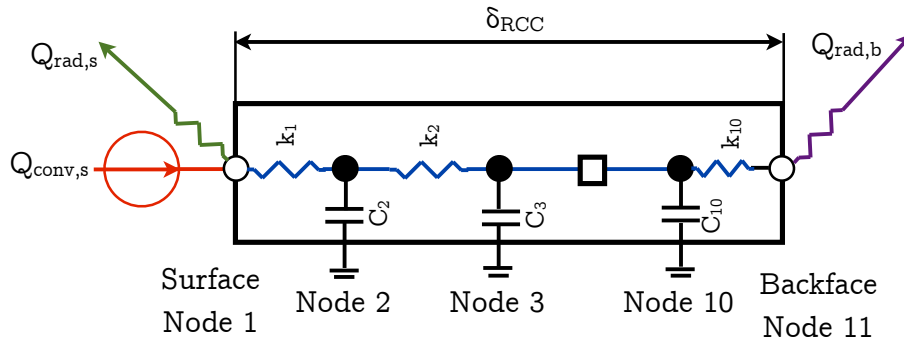 δRCC
Qrad,s
Qrad,b
k1
k2
k10
Qconv,s
C2
C3
C10
Surface
Node 1
Node 2
Node 3
Node 10
Backface
Node 11